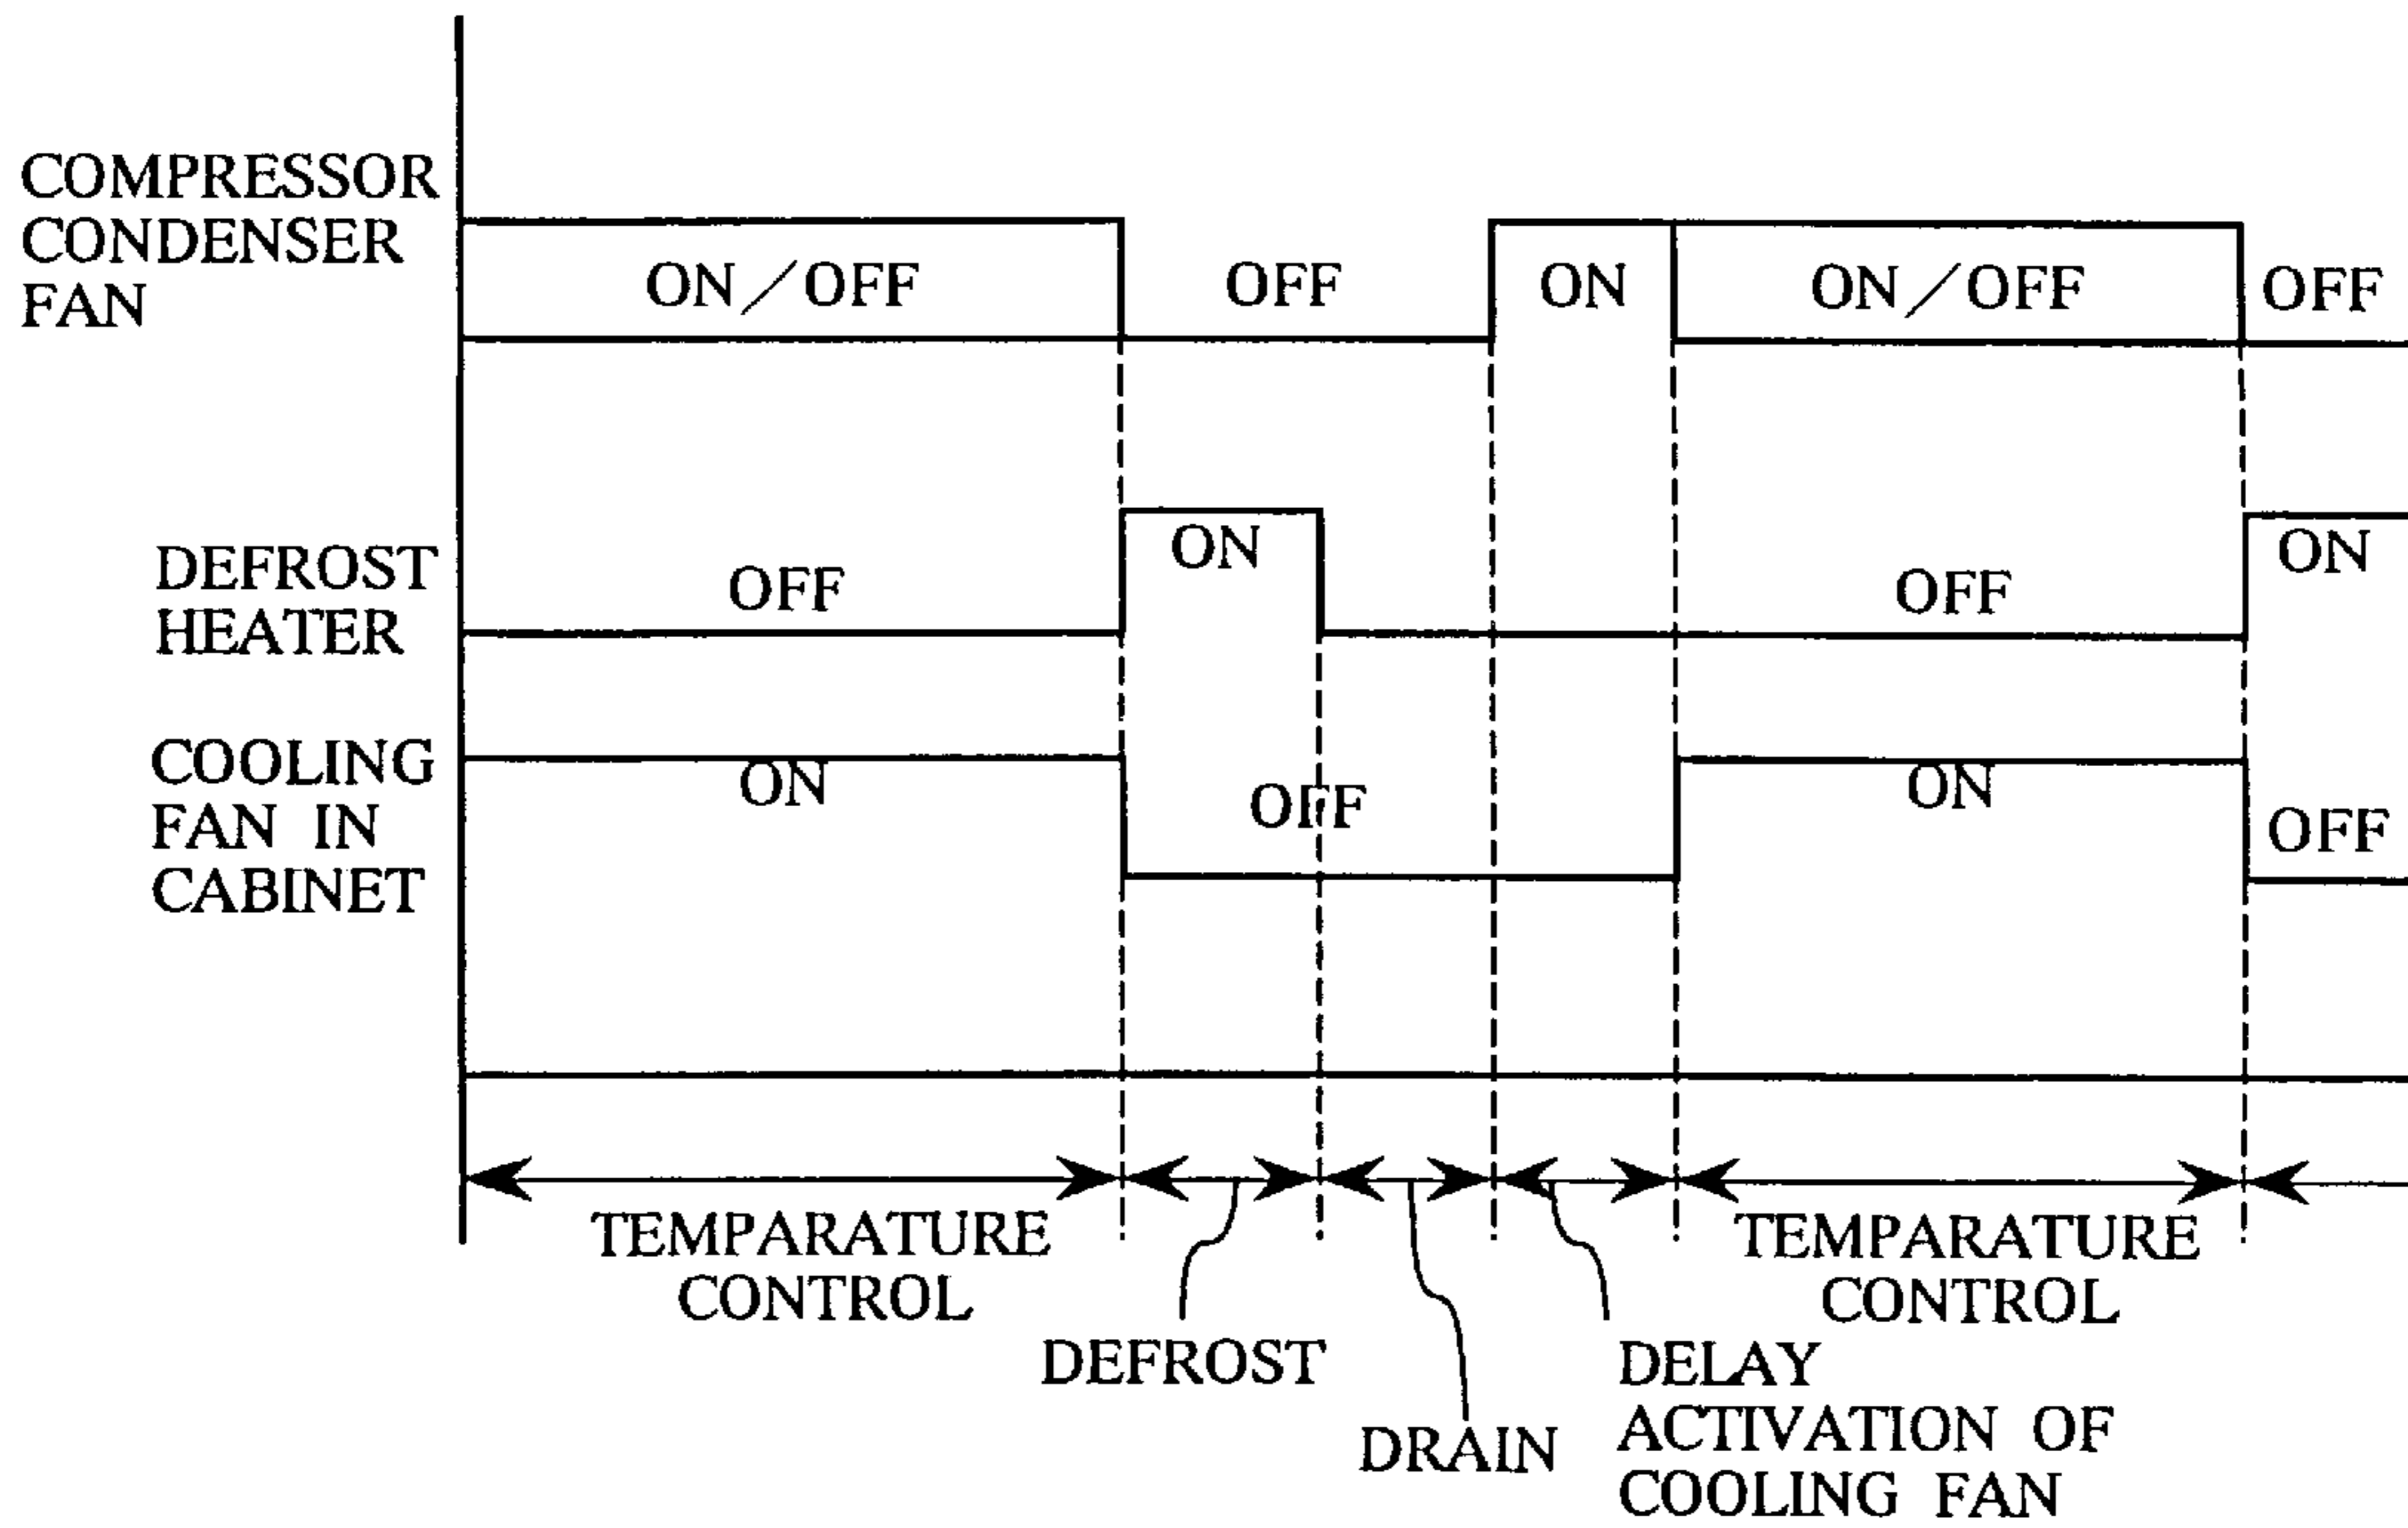 COMPRESSOR
CONDENSER
FAN
ON/OFF
OFF
ON
ON/OFF
OFF
DEFROST
HEATER
OFF
ON
OFF
ON
COOLING
FAN IN
CABINET
ON
OFF
ON
OFF
TEMPARATURE
CONTROL
DEFROST
DRAIN
DELAY
ACTIVATION OF
COOLING FAN
TEMPARATURE
CONTROL